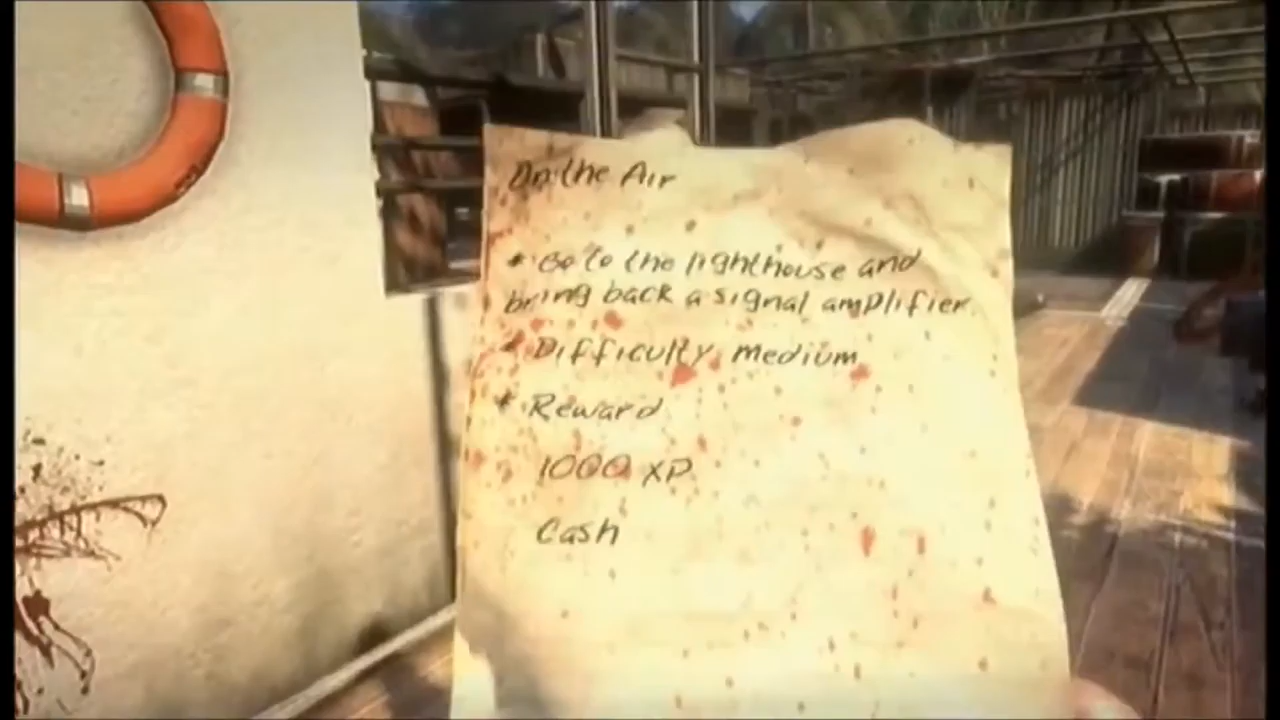 On the Air
* Go to the lighthouse and
bring back a signal amplifier.
* Difficulty: medium
* Reward
1000 XP
Cash